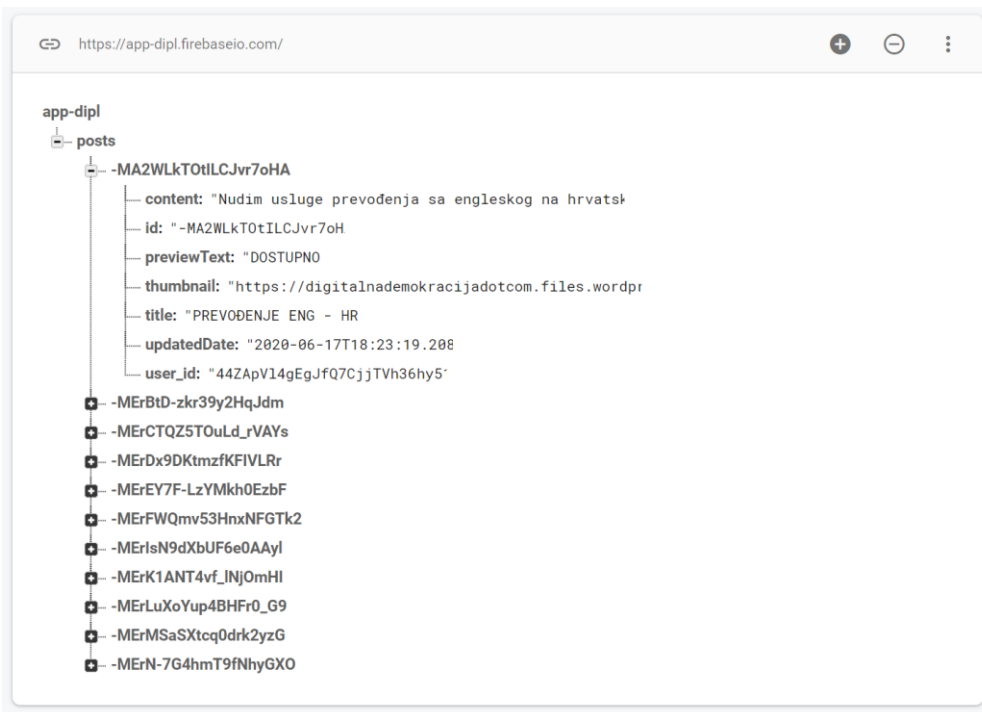 https://app-dipl.firebaseio.com/
app-dipl
posts
-MA2WLkTOtILCJvr7oHA
content: "Nudim usluge prevođenja sa engleskog na hrvatsk
id: "-MA2WLkTOtILCJvr7oH
previewText: "DOSTUPNO
thumbnail: "https://digitalnademokracijadotcom.files.wordpr
title: "PREVOĐENJE ENG - HR
updatedDate: "2020-06-17T18:23:19.208
user_id: "44ZApVl4gEgJfQ7CjjTVh36hy5
-MErBtD-zkr39y2HqJdm
-MErCTQZ5TOuLd_rVAYs
-MErDx9DKtmzfKFIVLRr
-MErEY7F-LzYMkh0EzbF
-MErFWQmv53HnxNFGTk2
-MErIsN9dXbUF6e0AAyl
-MErK1ANT4vf_lNjOmHI
-MErLuXoYup4BHFr0_G9
-MErMSaSXtcq0drk2yzG
-MErN-7G4hmT9fNhyGXO